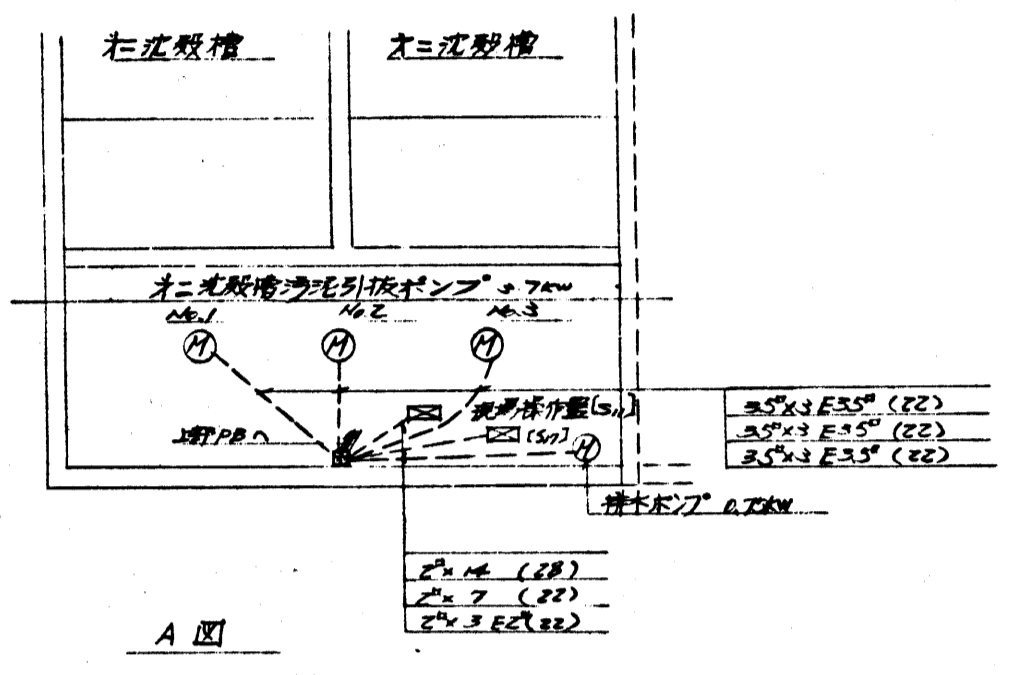 才二沈殿槽
才二沈殿槽
才二沈殿槽汚泥引抜ポンプ 3.7KW
No.1
No.2
No.3
M
M
M
現場操作盤[S11]
上部PBへ
[S17]
M
3.5□×3 E3.5□ (22)
3.5□×3 E3.5□ (22)
3.5□×3 E3.5□ (22)
排水ポンプ 0.75KW
2□×14 (28)
2□×7 (22)
2□×3 E2□(22)
A 図